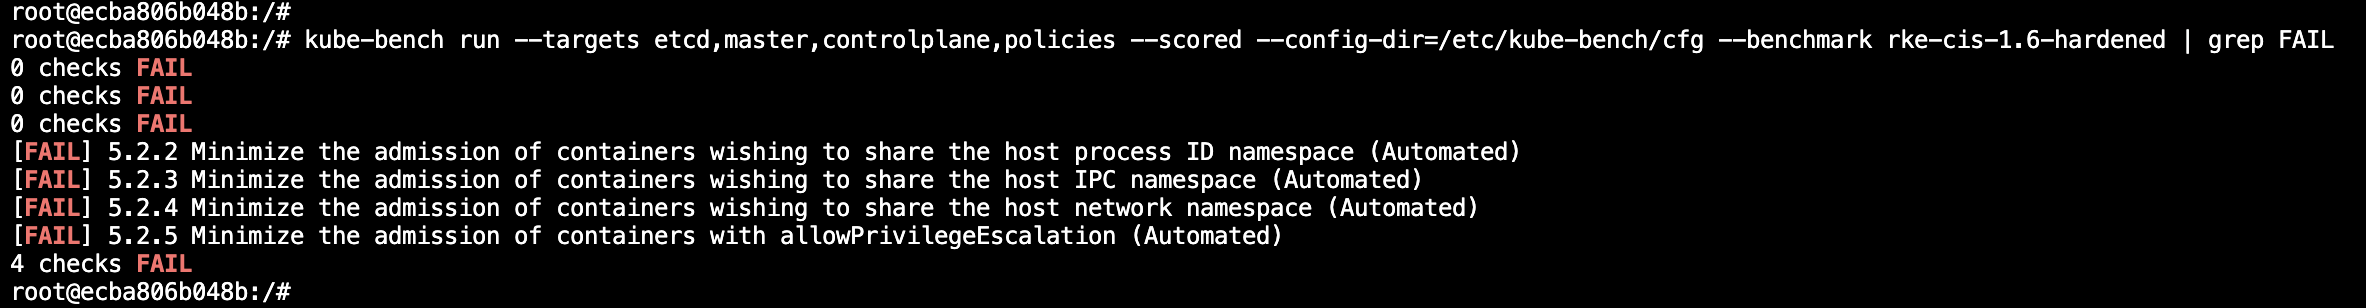 root@ecba806b048b:/#
root@ecba806b048b:/# kube-bench run --targets etcd,master,controlplane,policies --scored --config-dir=/etc/kube-bench/cfg --benchmark rke-cis-1.6-hardened | grep FAIL
0 checks FAIL
0 checks FAIL
0 checks FAIL
[FAIL] 5.2.2 Minimize the admission of containers wishing to share the host process ID namespace (Automated)
[FAIL] 5.2.3 Minimize the admission of containers wishing to share the host IPC namespace (Automated)
[FAIL] 5.2.4 Minimize the admission of containers wishing to share the host network namespace (Automated)
[FAIL] 5.2.5 Minimize the admission of containers with allowPrivilegeEscalation (Automated)
4 checks FAIL
root@ecba806b048b:/#